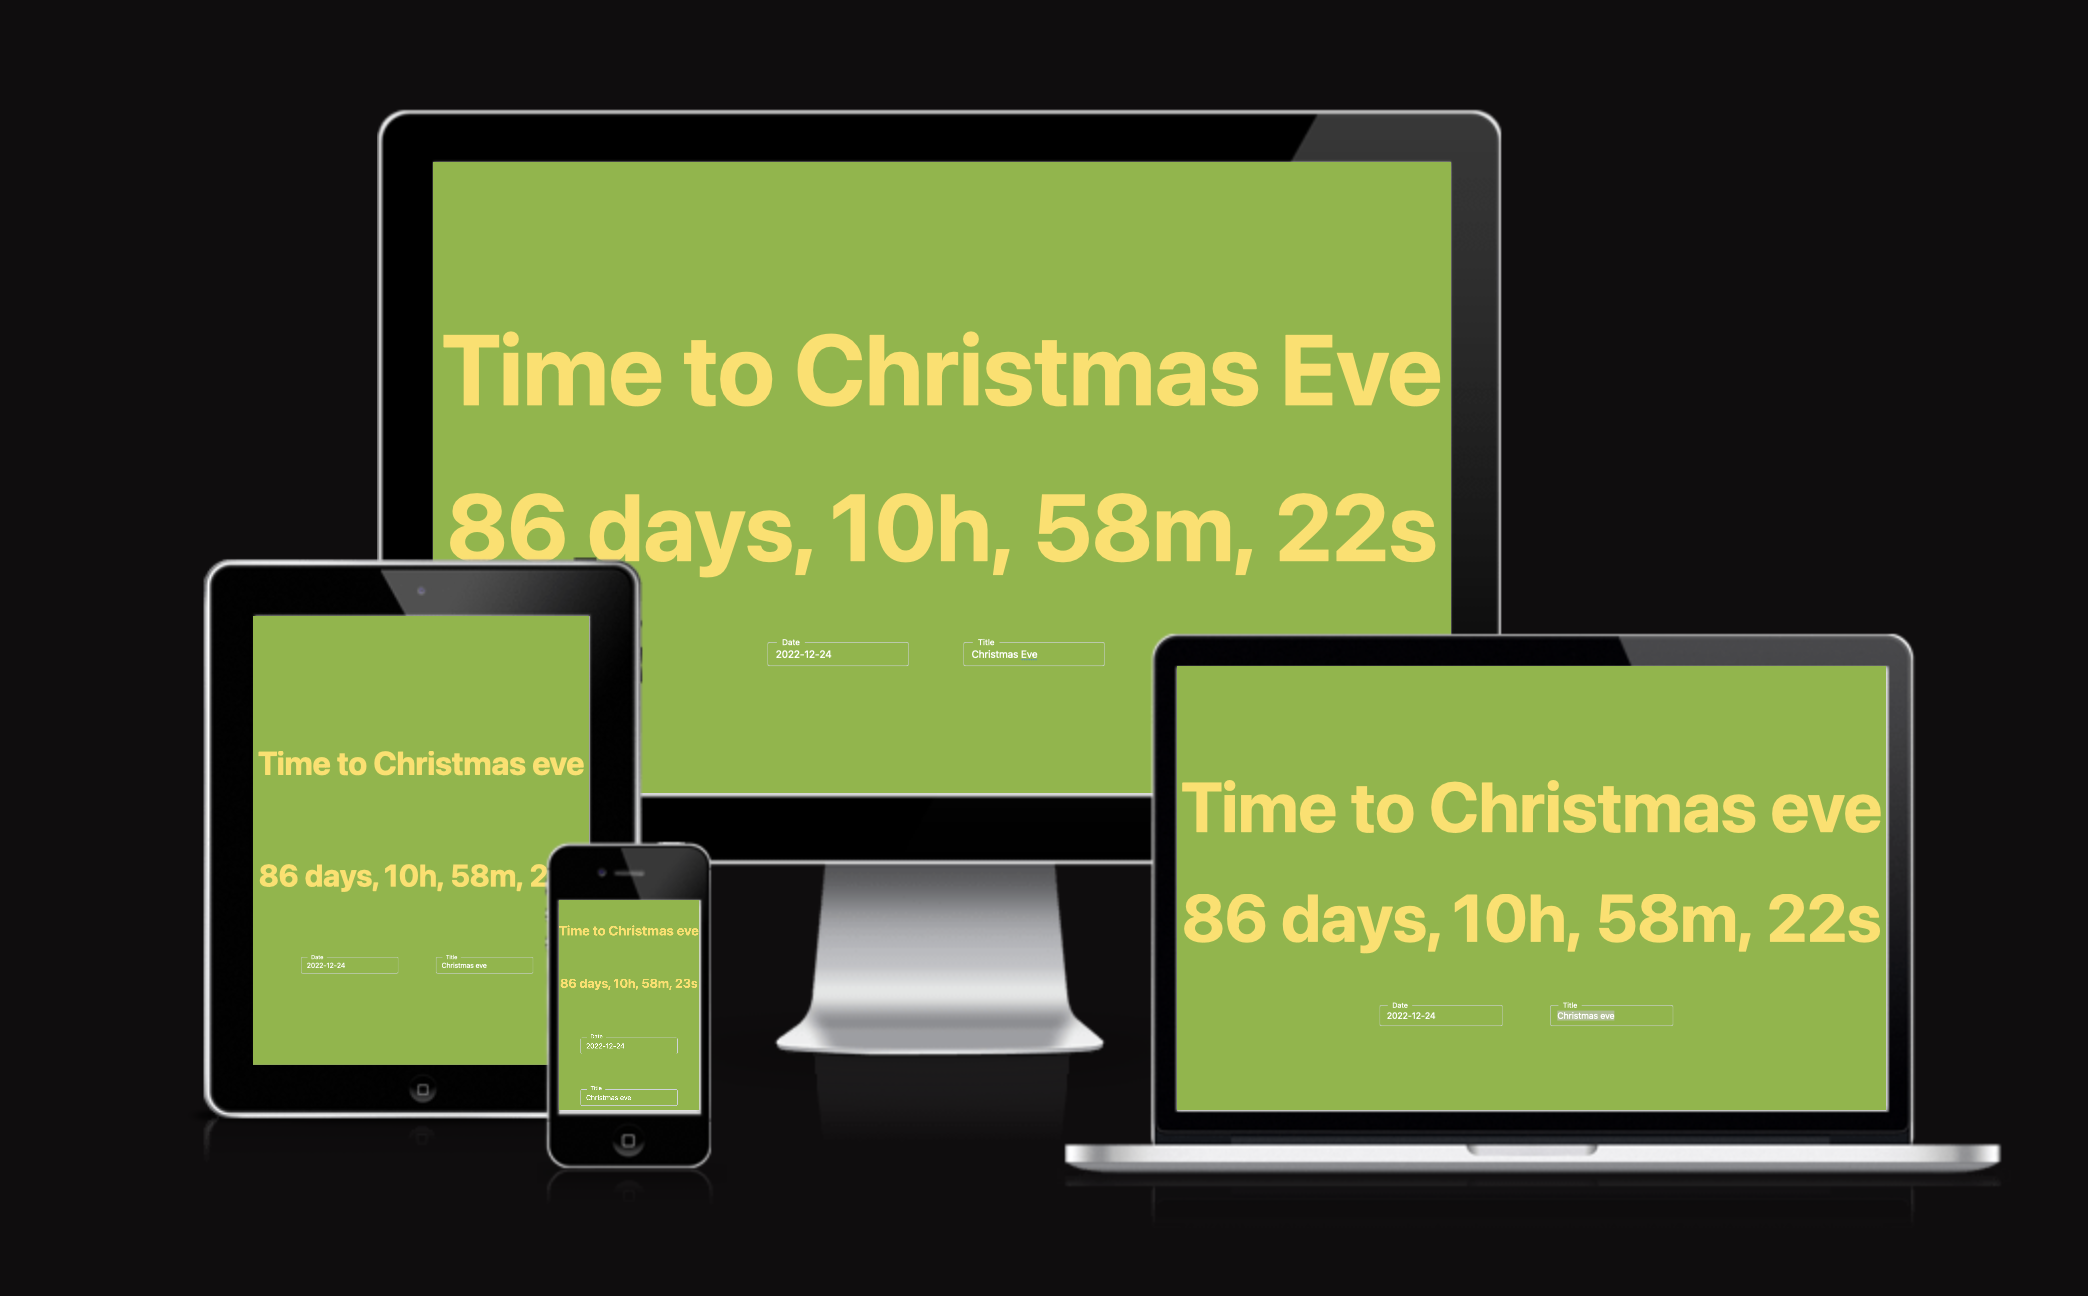 Time to Christmas Eve
86 days, 10h, 58m, 22s
Date
2022-12-24
Title
Christmas Eve
Time to Christmas eve
86 days, 10h, 58m, 2
Date
2022-12-24
Title
Christmas eve
Time to Christmas eve
86 days, 10h, 58m, 23s
Date
2022-12-24
Title
Christmas eve
Time to Christmas eve
86 days, 10h, 58m, 22s
Date
2022-12-24
Title
Christmas eve